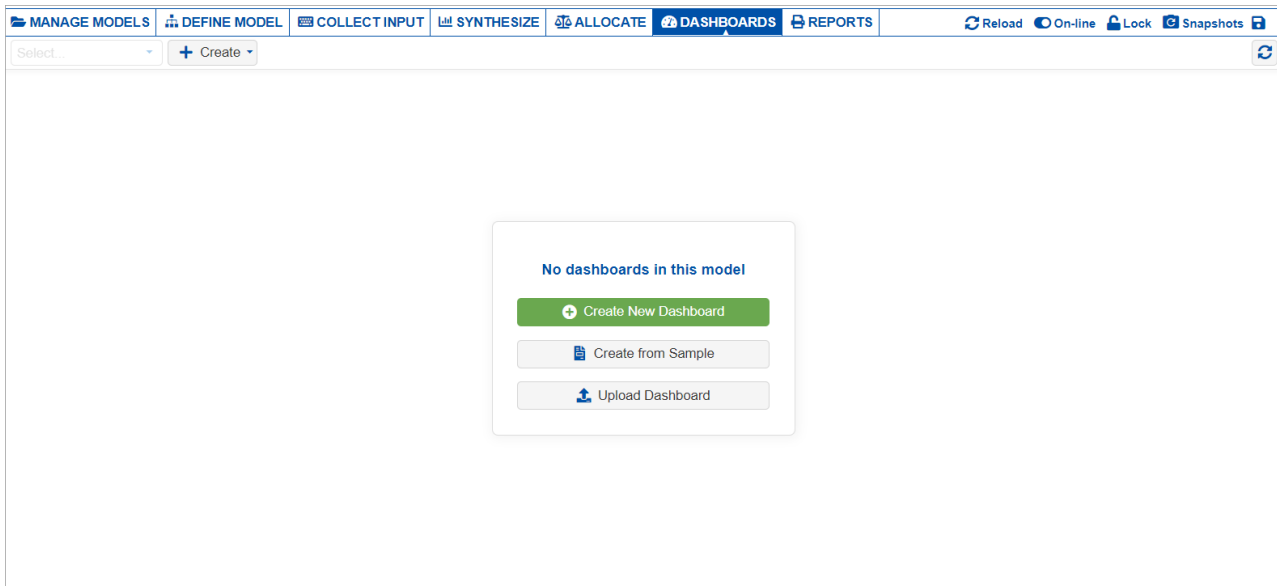 MANAGE MODELS DEFINE MODEL COLLECT INPUT SYNTHESIZE ALLOCATE DASHBOARDS REPORTS Reload On-line Lock Snapshots
Select... Create
No dashboards in this model
Create New Dashboard
Create from Sample
Upload Dashboard